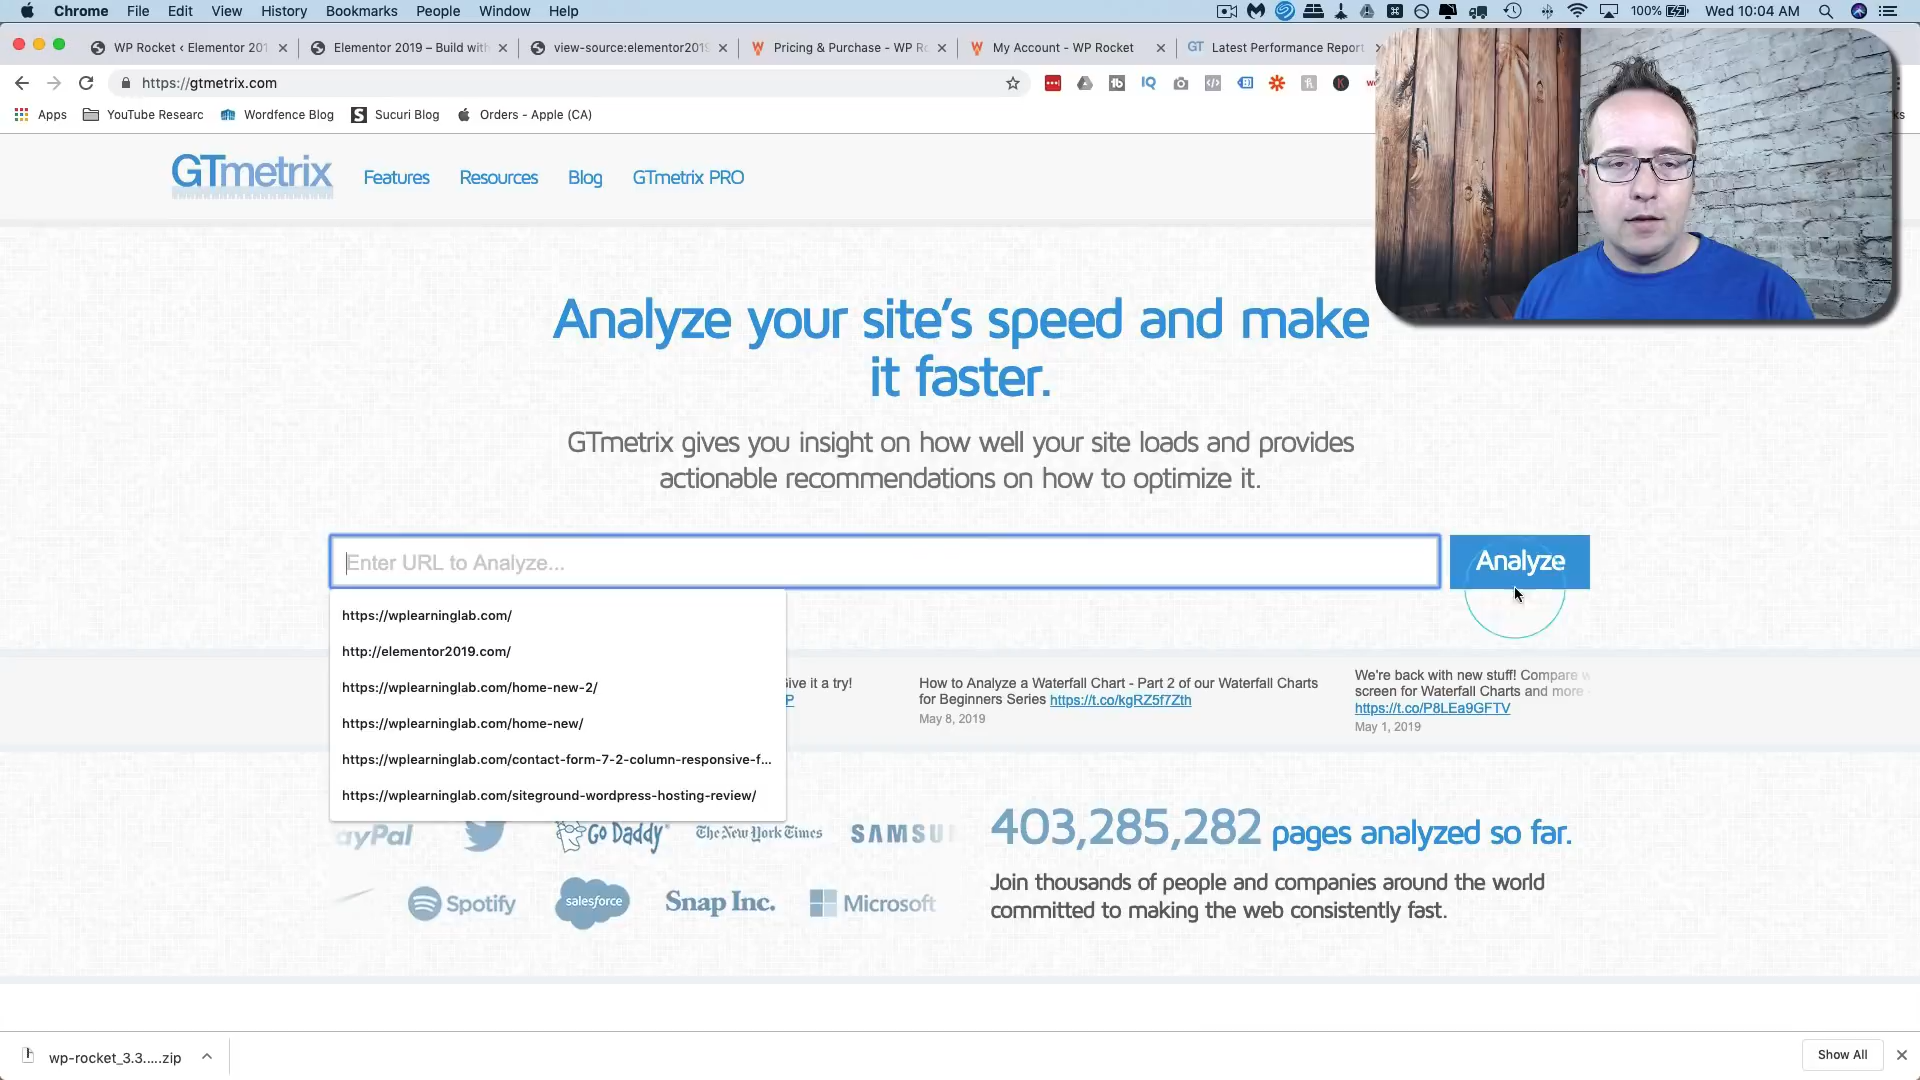 Chrome File Edit View History Bookmarks People Window Help 100% Wed 10:04 AM
WP Rocket ‹ Elementor 201 Elementor 2019 – Build with view-source:elementor2019 Pricing & Purchase - WP Ro My Account - WP Rocket GT Latest Performance Report
https://gtmetrix.com
Apps YouTube Researc Wordfence Blog Sucuri Blog Orders - Apple (CA)
GTmetrix Features Resources Blog GTmetrix PRO
Analyze your site's speed and make
it faster.
GTmetrix gives you insight on how well your site loads and provides
actionable recommendations on how to optimize it.
Enter URL to Analyze...
Analyze
https://wplearninglab.com/
http://elementor2019.com/
https://wplearninglab.com/home-new-2/
https://wplearninglab.com/home-new/
https://wplearninglab.com/contact-form-7-2-column-responsive-f...
https://wplearninglab.com/siteground-wordpress-hosting-review/
Give it a try!
P
How to Analyze a Waterfall Chart - Part 2 of our Waterfall Charts
for Beginners Series https://t.co/kgRZ5f7Zth
May 8, 2019
We're back with new stuff! Compare
screen for Waterfall Charts and more -
https://t.co/P8LEa9GFTV
May 1, 2019
PayPal GoDaddy The New York Times SAMSU
Spotify salesforce Snap Inc. Microsoft
403,285,282 pages analyzed so far.
Join thousands of people and companies around the world
committed to making the web consistently fast.
wp-rocket_3.3.....zip
Show All